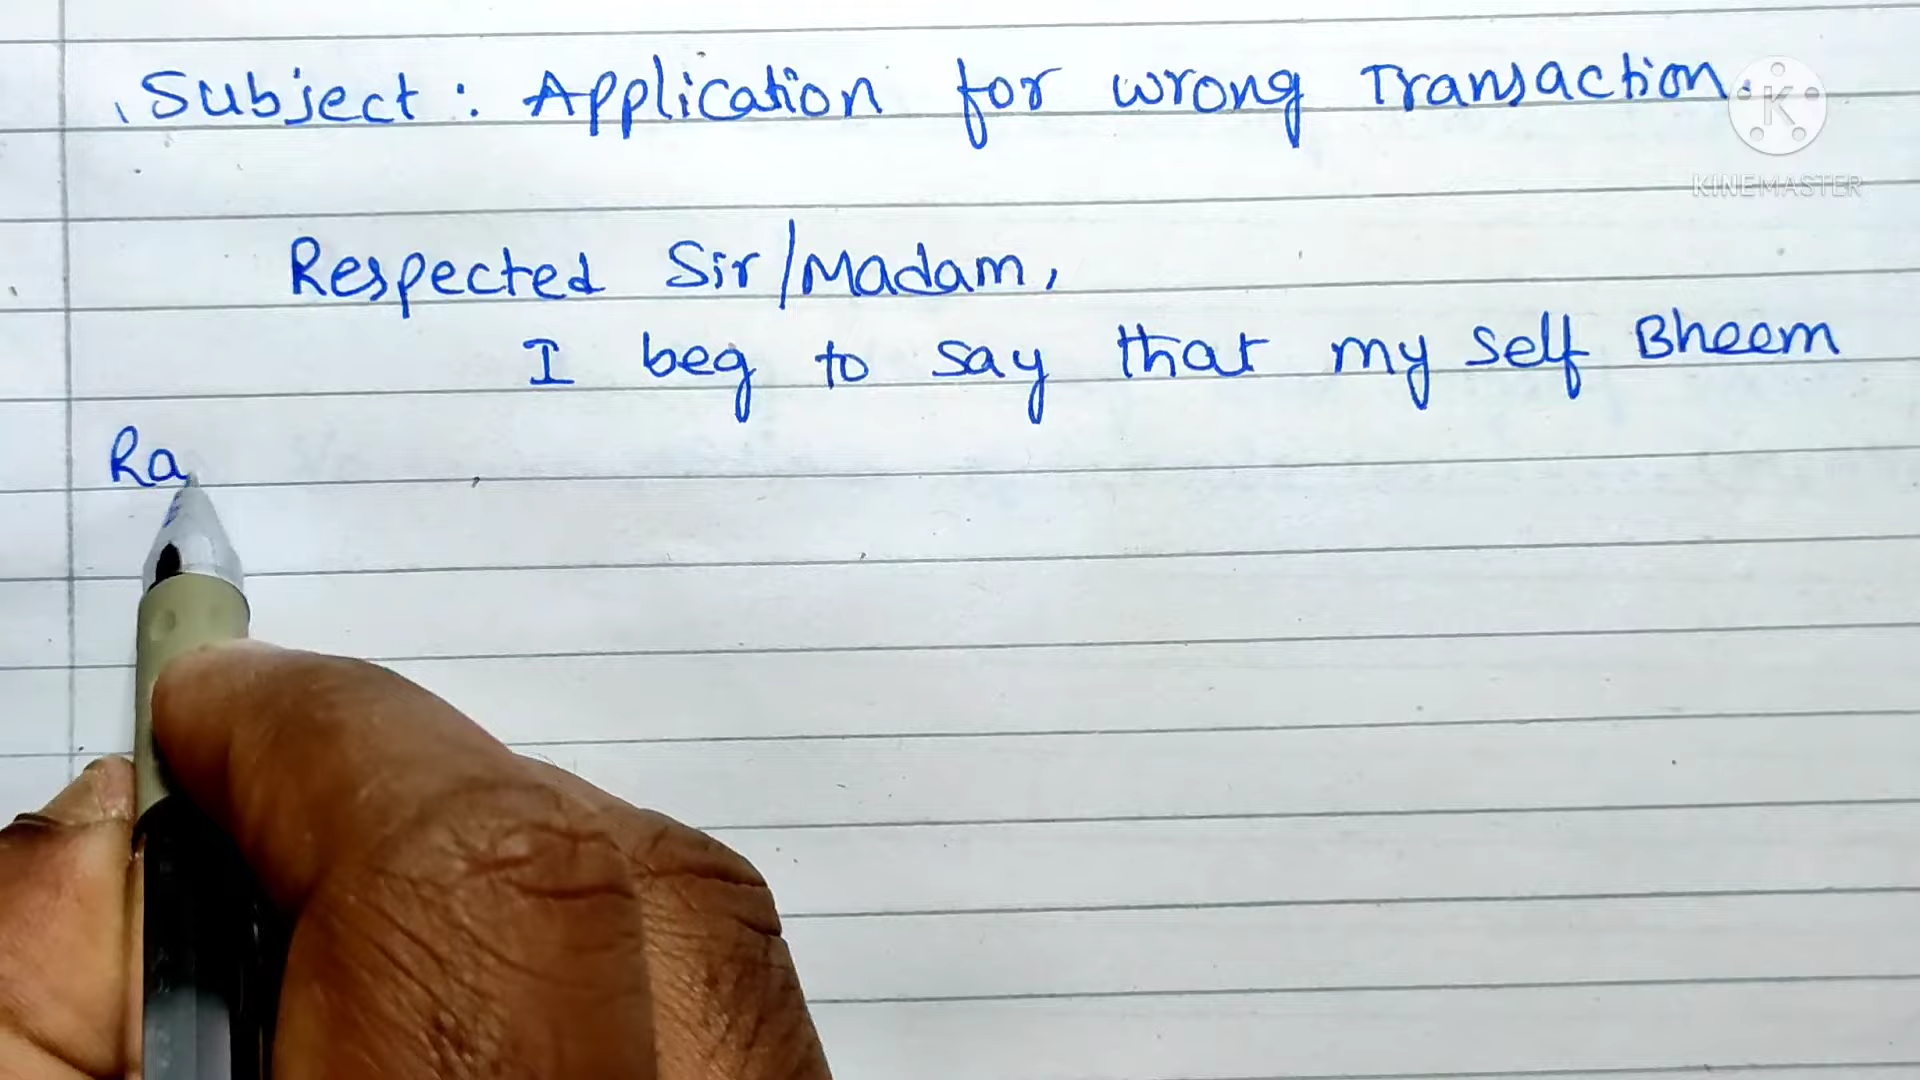 Subject : Application for wrong Transaction.
K
KINEMASTER
Respected Sir/Madam,
I beg to say that my self Bheem
Ra